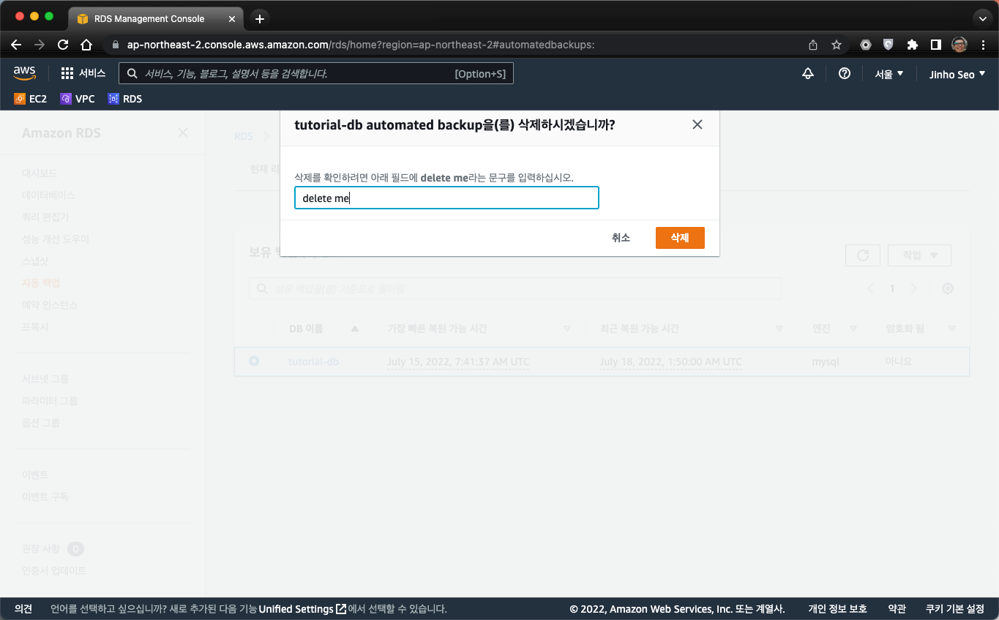 RDS Management Console
ap-northeast-2.console.aws.amazon.com/rds/home?region=ap-northeast-2#automatedbackups:
aws 서비스 서비스, 기능, 블로그, 설명서 등을 검색합니다. [Option+S] 서울 Jinho Seo
EC2 VPC RDS
tutorial-db automated backup을(를) 삭제하시겠습니까?
삭제를 확인하려면 아래 필드에 delete me라는 문구를 입력하십시오.
delete me
취소 삭제
Amazon RDS
대시보드
데이터베이스
쿼리 편집기
성능 개선 도우미
스냅샷
자동 백업
예약 인스턴스
프록시
서브넷 그룹
파라미터 그룹
옵션 그룹
이벤트
이벤트 구독
권장 사항 0
인증서 업데이트
RDS
현재 리
보유 작업
보유 백업을(를) 기준으로 필터링 1
DB 이름 가장 빠른 복원 가능 시간 최근 복원 가능 시간 엔진 암호화 됨
tutorial-db July 15, 2022, 7:41:37 AM UTC July 18, 2022, 1:50:00 AM UTC mysql 아니요
의견 언어를 선택하고 싶으십니까? 새로 추가된 다음 기능 Unified Settings 에서 선택할 수 있습니다. © 2022, Amazon Web Services, Inc. 또는 계열사. 개인 정보 보호 약관 쿠키 기본 설정